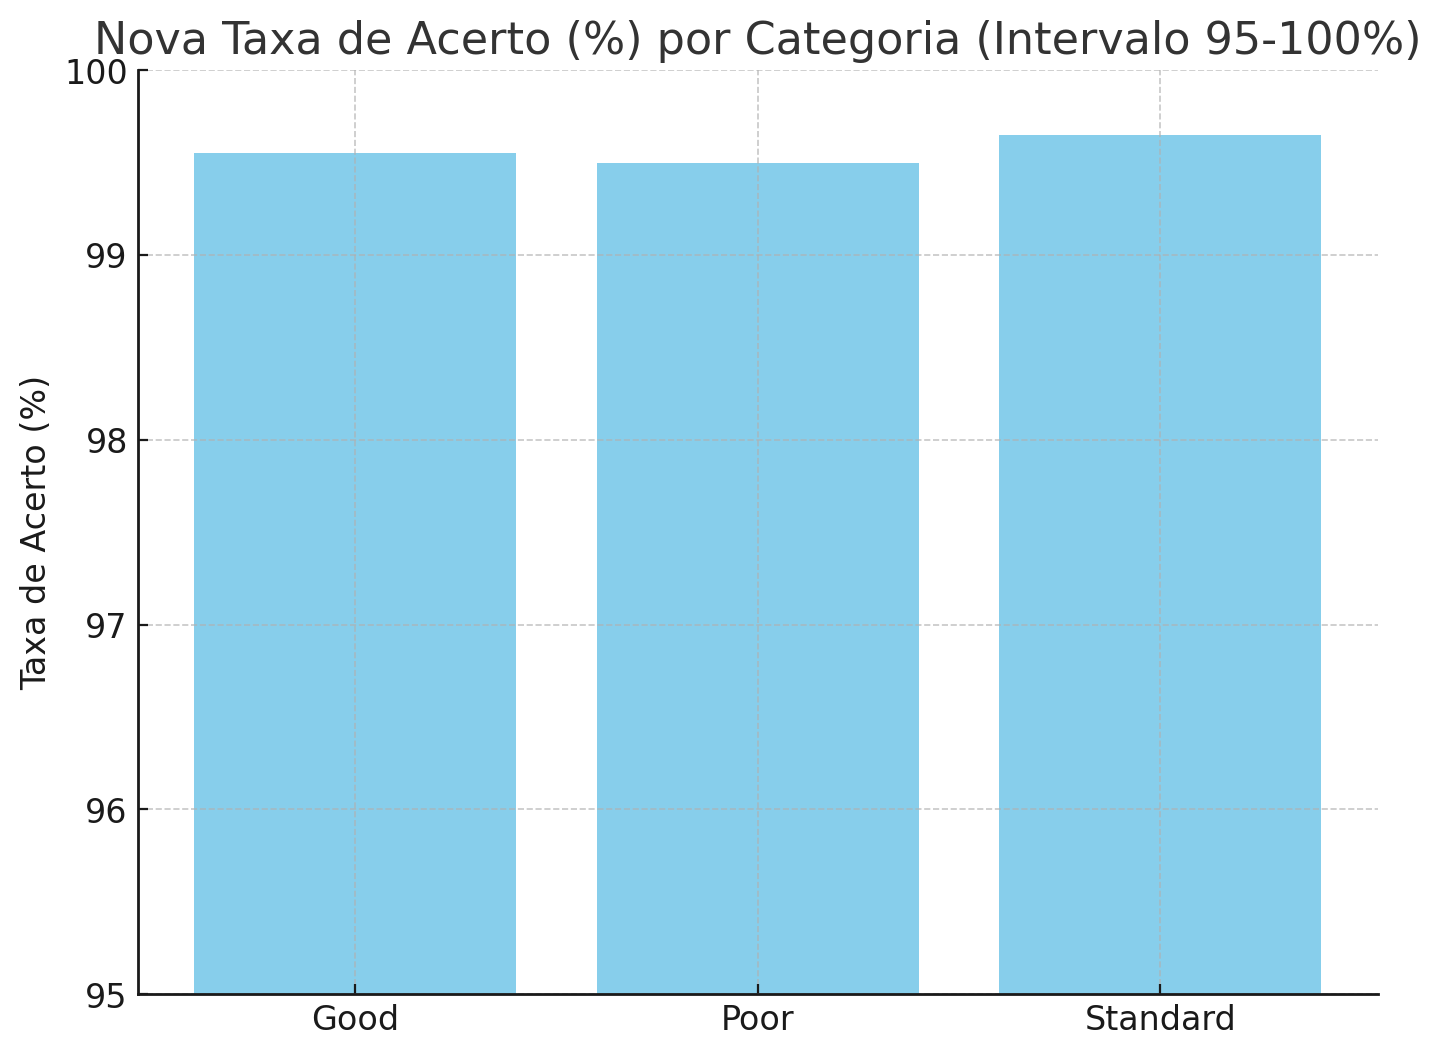 Nova Taxa de Acerto (%) por Categoria (Intervalo 95-100%)
100
99
98
97
96
95
Taxa de Acerto (%)
Good
Poor
Standard